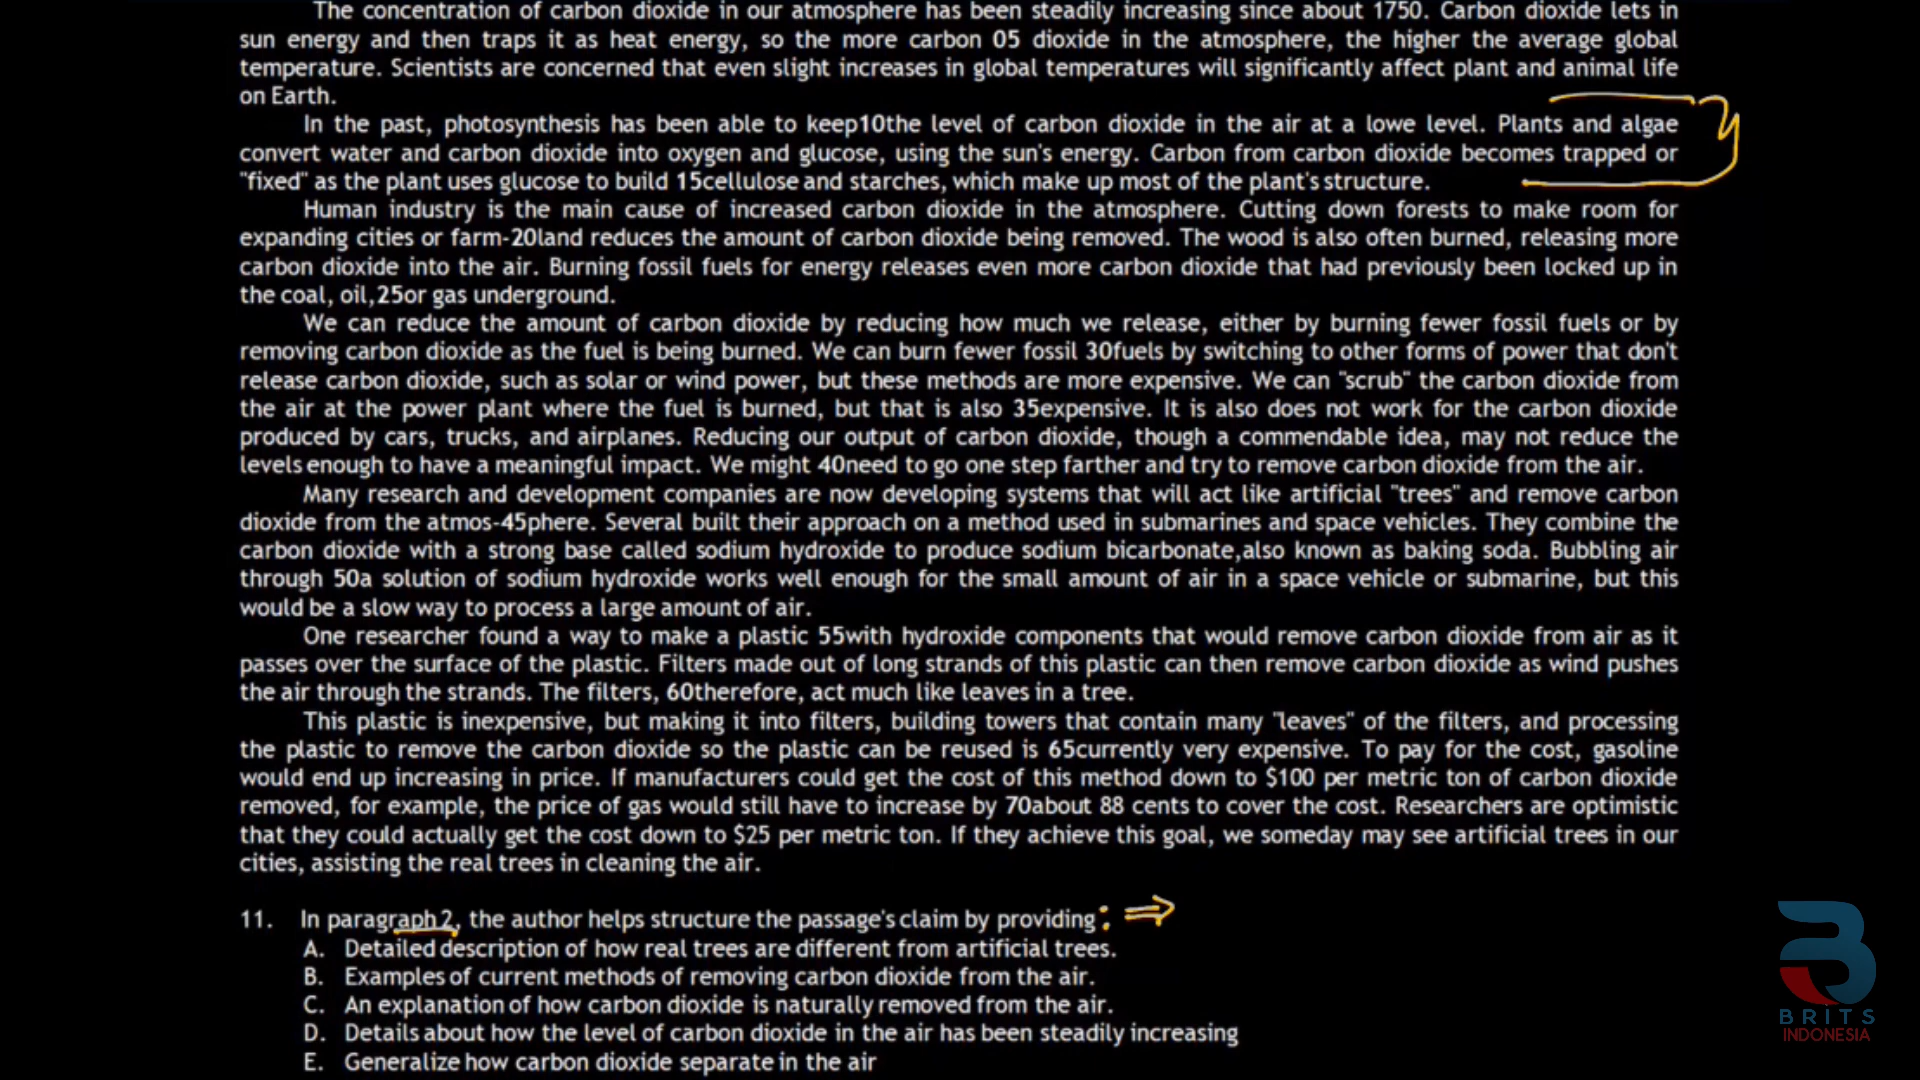 The concentration of carbon dioxide in our atmosphere has been steadily increasing since about 1750. Carbon dioxide lets in
sun energy and then traps it as heat energy, so the more carbon 05 dioxide in the atmosphere, the higher the average global
temperature. Scientists are concerned that even slight increases in global temperatures will significantly affect plant and animal life
on Earth.
In the past, photosynthesis has been able to keep10the level of carbon dioxide in the air at a lowe level. Plants and algae
convert water and carbon dioxide into oxygen and glucose, using the sun's energy. Carbon from carbon dioxide becomes trapped or
"fixed" as the plant uses glucose to build 15cellulose and starches, which make up most of the plant's structure.
Human industry is the main cause of increased carbon dioxide in the atmosphere. Cutting down forests to make room for
expanding cities or farm-20land reduces the amount of carbon dioxide being removed. The wood is also often burned, releasing more
carbon dioxide into the air. Burning fossil fuels for energy releases even more carbon dioxide that had previously been locked up in
the coal, oil,25or gas underground.
We can reduce the amount of carbon dioxide by reducing how much we release, either by burning fewer fossil fuels or by
removing carbon dioxide as the fuel is being burned. We can burn fewer fossil 30fuels by switching to other forms of power that don't
release carbon dioxide, such as solar or wind power, but these methods are more expensive. We can "scrub" the carbon dioxide from
the air at the power plant where the fuel is burned, but that is also 35expensive. It is also does not work for the carbon dioxide
produced by cars, trucks, and airplanes. Reducing our output of carbon dioxide, though a commendable idea, may not reduce the
levels enough to have a meaningful impact. We might 40need to go one step farther and try to remove carbon dioxide from the air.
Many research and development companies are now developing systems that will act like artificial "trees" and remove carbon
dioxide from the atmos-45phere. Several built their approach on a method used in submarines and space vehicles. They combine the
carbon dioxide with a strong base called sodium hydroxide to produce sodium bicarbonate,also known as baking soda. Bubbling air
through 50a solution of sodium hydroxide works well enough for the small amount of air in a space vehicle or submarine, but this
would be a slow way to process a large amount of air.
One researcher found a way to make a plastic 55with hydroxide components that would remove carbon dioxide from air as it
passes over the surface of the plastic. Filters made out of long strands of this plastic can then remove carbon dioxide as wind pushes
the air through the strands. The filters, 60therefore, act much like leaves in a tree.
This plastic is inexpensive, but making it into filters, building towers that contain many "leaves" of the filters, and processing
the plastic to remove the carbon dioxide so the plastic can be reused is 65currently very expensive. To pay for the cost, gasoline
would end up increasing in price. If manufacturers could get the cost of this method down to $100 per metric ton of carbon dioxide
removed, for example, the price of gas would still have to increase by 70about 88 cents to cover the cost. Researchers are optimistic
that they could actually get the cost down to $25 per metric ton. If they achieve this goal, we someday may see artificial trees in our
cities, assisting the real trees in cleaning the air.
11. In paragraph 2, the author helps structure the passage's claim by providing :
A. Detailed description of how real trees are different from artificial trees.
B. Examples of current methods of removing carbon dioxide from the air.
C. An explanation of how carbon dioxide is naturally removed from the air.
D. Details about how the level of carbon dioxide in the air has been steadily increasing
E. Generalize how carbon dioxide separate in the air
BRITS
INDONESIA